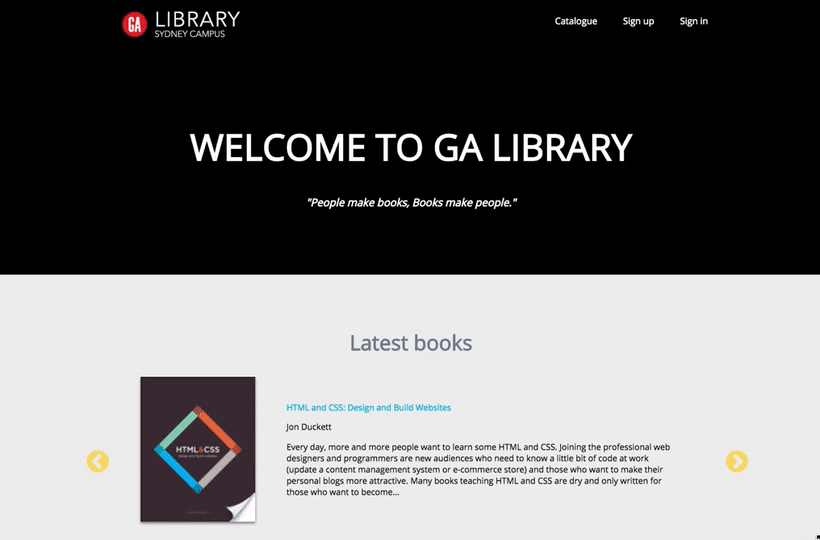 GA LIBRARY
SYDNEY CAMPUS
Catalogue Sign up Sign in
WELCOME TO GA LIBRARY
"People make books, Books make people."
Latest books
HTML&CSS
design and build websites
HTML and CSS: Design and Build Websites
Jon Duckett
Every day, more and more people want to learn some HTML and CSS. Joining the professional web
designers and programmers are new audiences who need to know a little bit of code at work
(update a content management system or e-commerce store) and those who want to make their
personal blogs more attractive. Many books teaching HTML and CSS are dry and only written for
those who want to become...